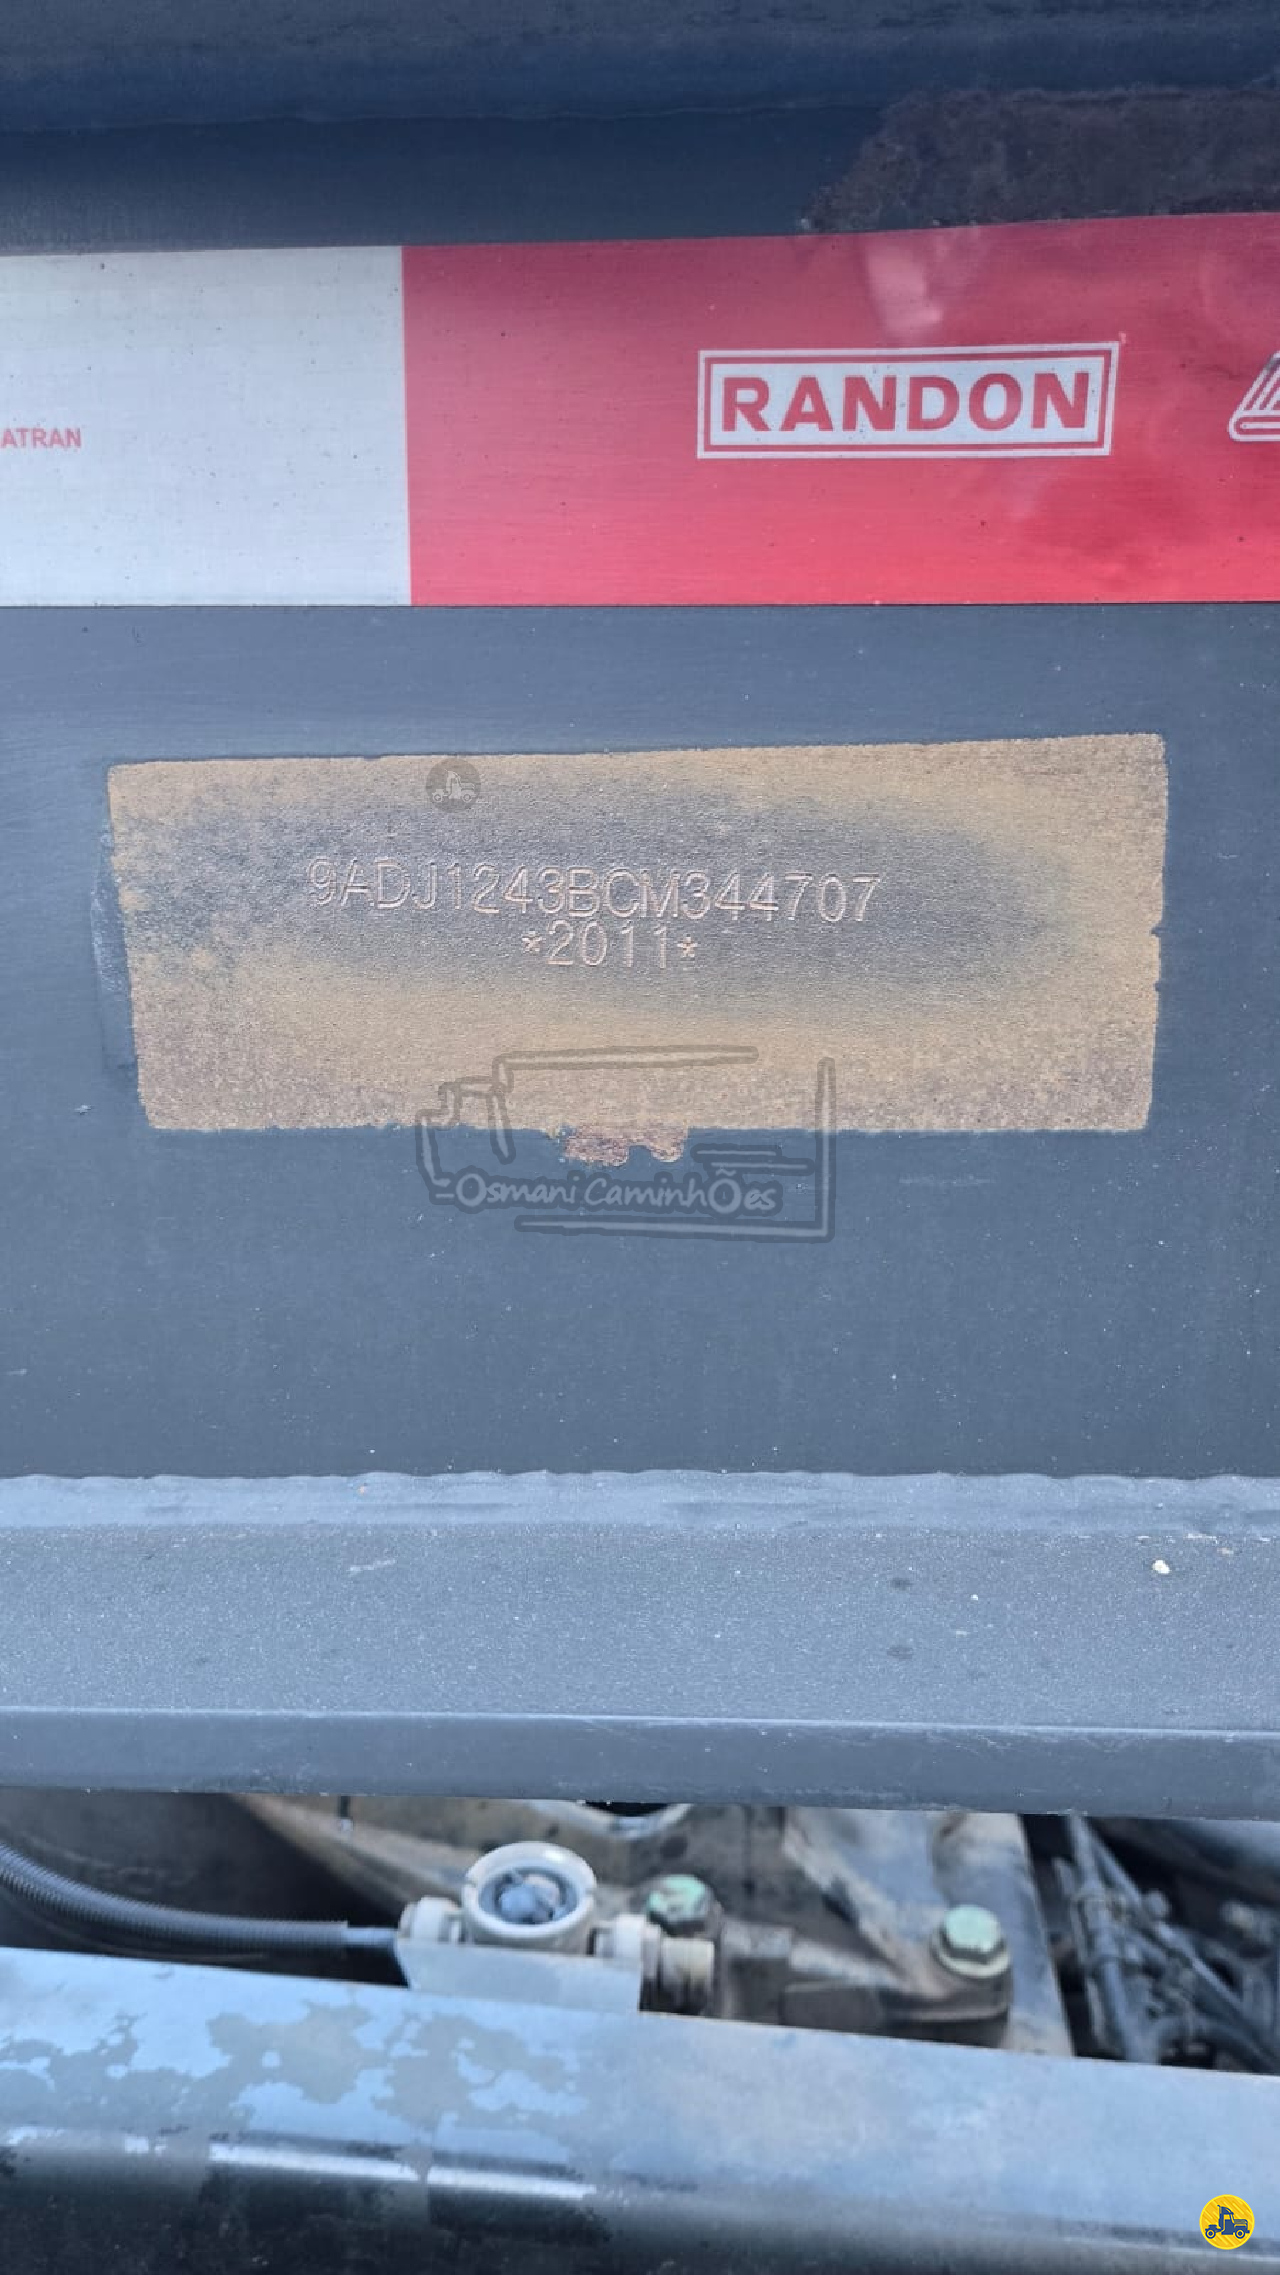 RANDON
ATRAN
9ADJ1243BCM344707
*2011*
Osmani CaminhÕes